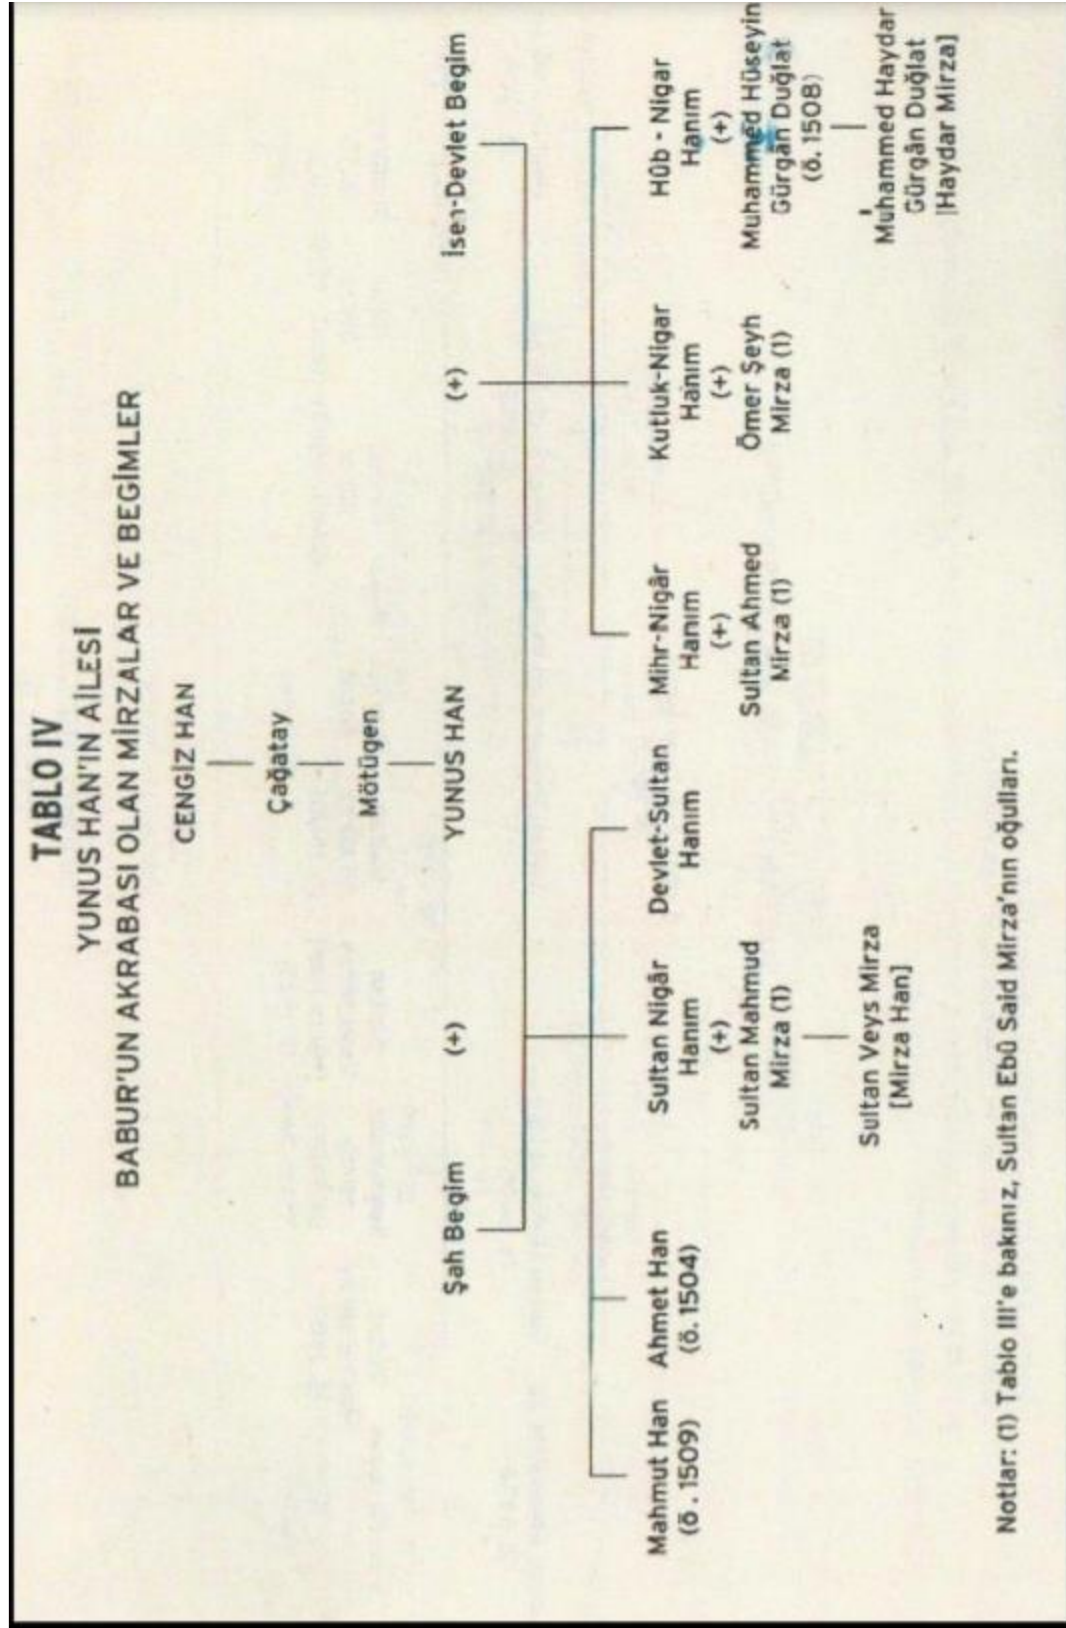 TABLO IV
YUNUS HAN'IN AİLESİ
BABUR'UN AKRABASI OLAN MİRZALAR VE BEGİMLER
CENGİZ HAN
Çağatay
Mötügen
Şah Begim (+) YUNUS HAN (+) İsen-Devlet Begim
Mahmut Han
(ö. 1509)
Ahmet Han
(ö. 1504)
Sultan Nigâr
Hanım
(+)
Sultan Mahmud
Mirza (1)
Sultan Veys Mirza
[Mirza Han]
Devlet-Sultan
Hanım
Mihr-Nigâr
Hanım
(+)
Sultan Ahmed
Mirza (1)
Kutluk-Nigar
Hanım
(+)
Ömer Şeyh
Mirza (1)
Hûb - Nigar
Hanım
(+)
Muhammed Hüseyin
Gürgân Duğlat
(ö. 1508)
Muhammed Haydar
Gürgân Duğlat
[Haydar Mirza]
Notlar: (1) Tablo III'e bakınız, Sultan Ebû Said Mirza'nın oğulları.